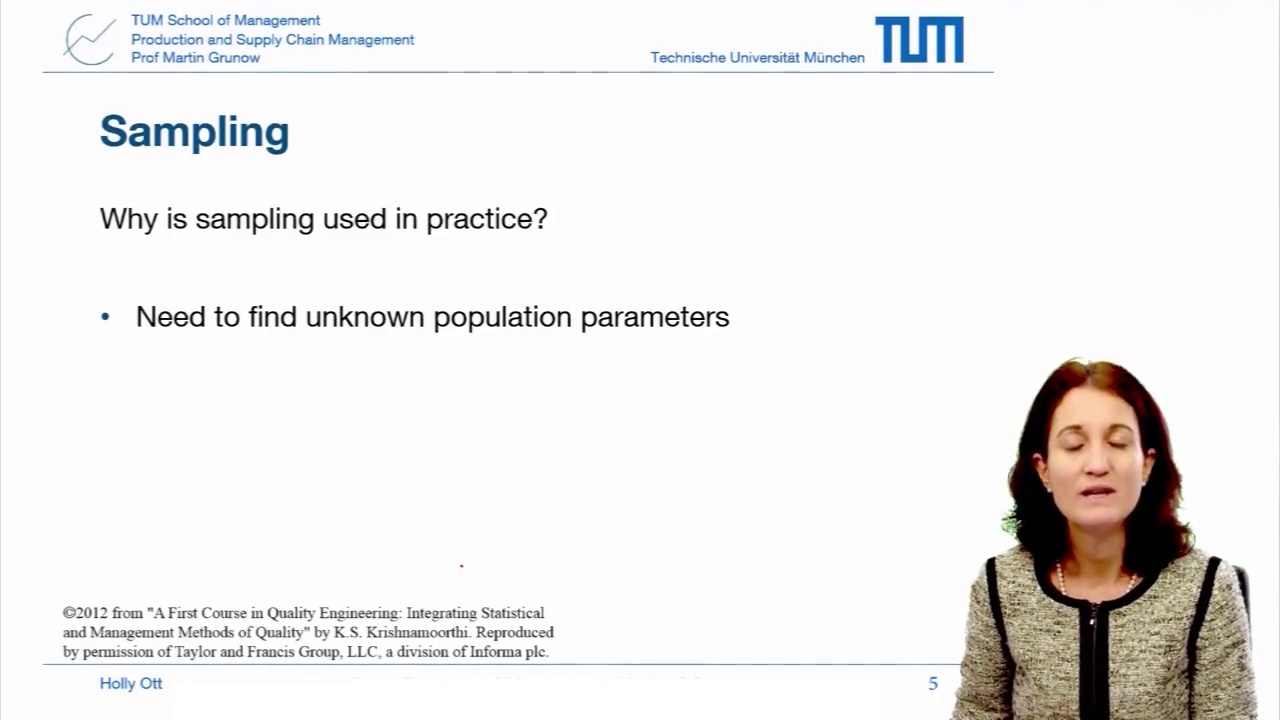 TUM School of Management
Production and Supply Chain Management
Prof Martin Grunow
Technische Universität München
TUM
Sampling
Why is sampling used in practice?
• Need to find unknown population parameters
©2012 from "A First Course in Quality Engineering: Integrating Statistical
and Management Methods of Quality" by K.S. Krishnamoorthi. Reproduced
by permission of Taylor and Francis Group, LLC, a division of Informa plc.
Holly Ott
5